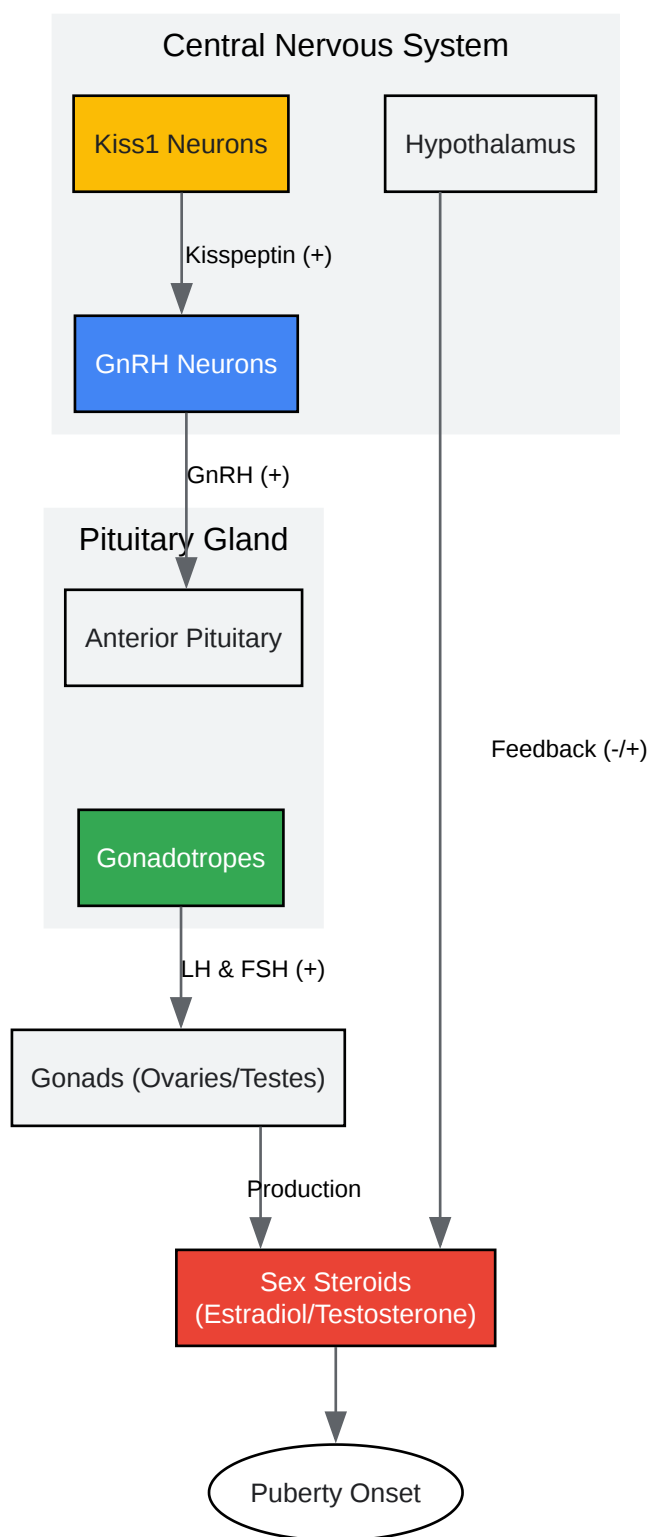 Central Nervous System
Kiss1 Neurons
Hypothalamus
Kisspeptin (+)
GnRH Neurons
GnRH (+)
Pituitary Gland
Anterior Pituitary
Feedback (-/+)
Gonadotropes
LH & FSH (+)
Gonads (Ovaries/Testes)
Production
Sex Steroids
(Estradiol/Testosterone)
Puberty Onset